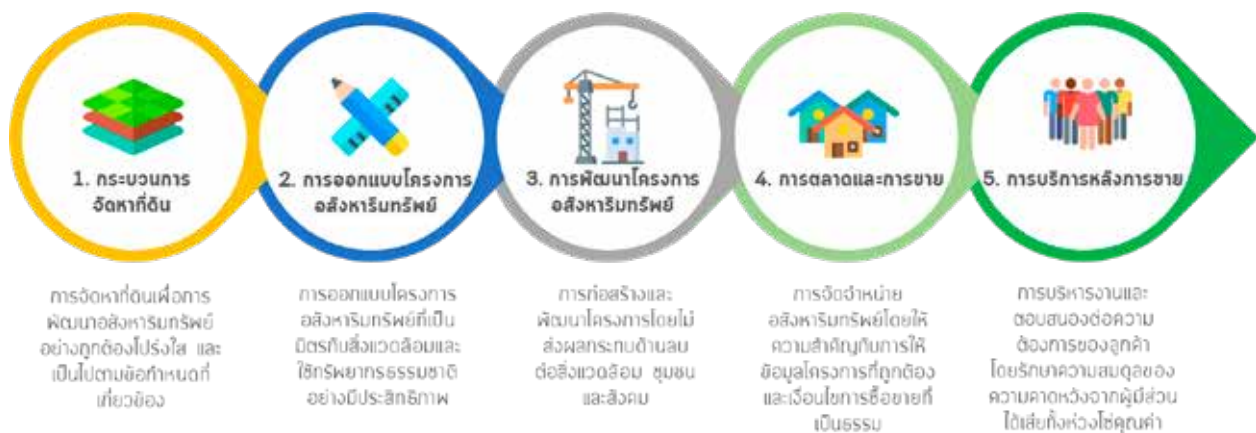 1. กระบวนการ
จัดหาที่ดิน
การจัดหาที่ดินเพื่อการ
พัฒนาอสังหาริมทรัพย์
อย่างถูกต้องโปร่งใส และ
เป็นไปตามข้อกำหนดที่
เกี่ยวข้อง
2. การออกแบบโครงการ
อสังหาริมทรัพย์
การออกแบบโครงการ
อสังหาริมทรัพย์ที่เป็น
มิตรกับสิ่งแวดล้อมและ
ใช้ทรัพยากรธรรมชาติ
อย่างมีประสิทธิภาพ
3. การพัฒนาโครงการ
อสังหาริมทรัพย์
การก่อสร้างและ
พัฒนาโครงการโดยไม่
ส่งผลกระทบด้านลบ
ต่อสิ่งแวดล้อม ชุมชน
และสังคม
4. การตลาดและการขาย
การจัดจำหน่าย
อสังหาริมทรัพย์โดยให้
ความสำคัญกับการให้
ข้อมูลโครงการที่ถูกต้อง
และเงื่อนไขการซื้อขายที่
เป็นธรรม
5. การบริการหลังการขาย
การบริหารงานและ
ตอบสนองต่อความ
ต้องการของลูกค้า
โดยรักษาความสมดุลของ
ความคาดหวังจากผู้มีส่วน
ได้เสียทั้งห่วงโซ่คุณค่า